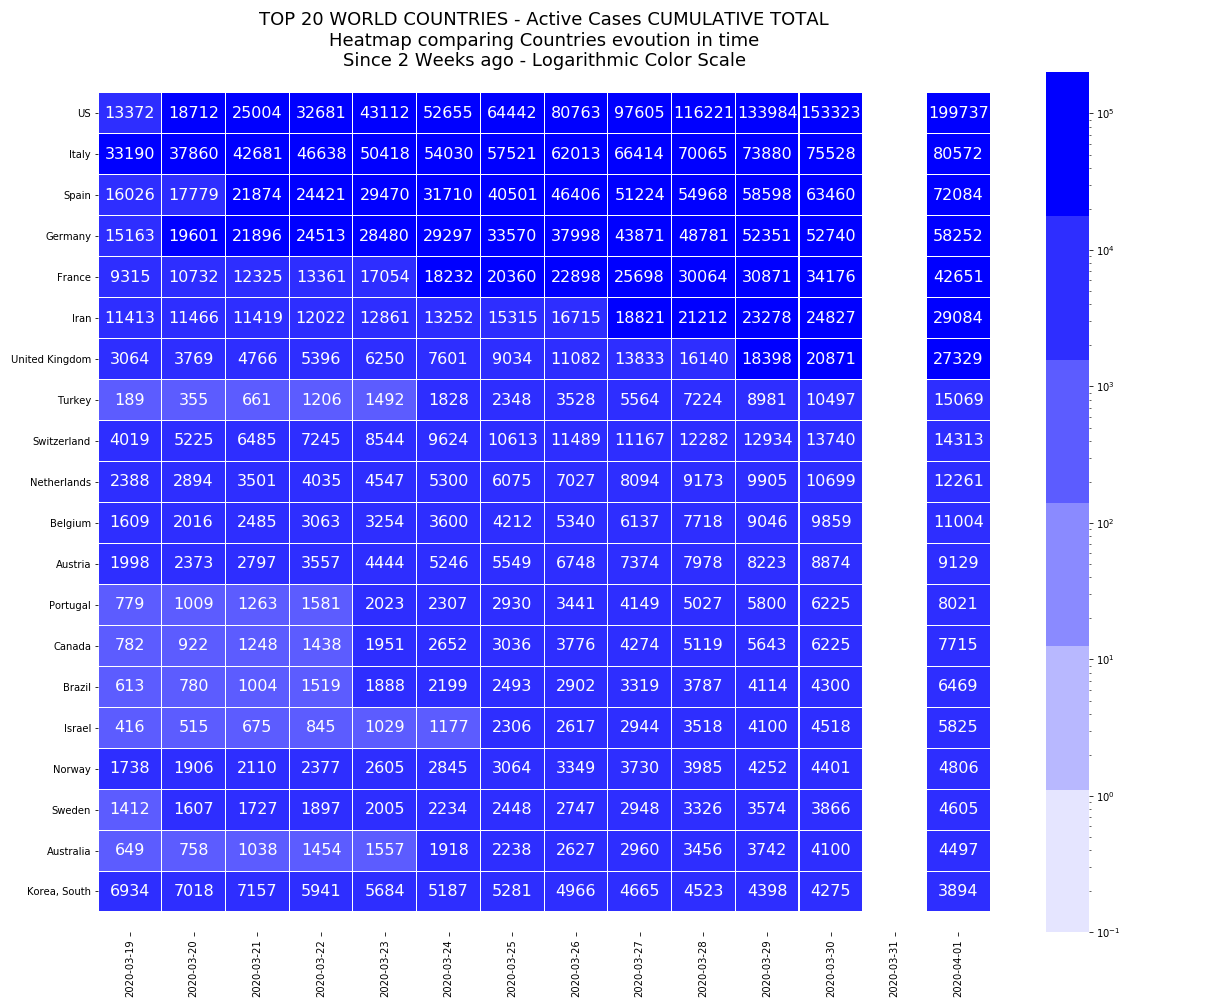 TOP 20 WORLD COUNTRIES - Active Cases CUMULATIVE TOTAL
Heatmap comparing Countries evoution in time
Since 2 Weeks ago - Logarithmic Color Scale
US 13372 18712 25004 32681 43112 52655 64442 80763 97605 116221 133984 153323 199737
Italy 33190 37860 42681 46638 50418 54030 57521 62013 66414 70065 73880 75528 80572
Spain 16026 17779 21874 24421 29470 31710 40501 46406 51224 54968 58598 63460 72084
Germany 15163 19601 21896 24513 28480 29297 33570 37998 43871 48781 52351 52740 58252
France 9315 10732 12325 13361 17054 18232 20360 22898 25698 30064 30871 34176 42651
Iran 11413 11466 11419 12022 12861 13252 15315 16715 18821 21212 23278 24827 29084
United Kingdom 3064 3769 4766 5396 6250 7601 9034 11082 13833 16140 18398 20871 27329
Turkey 189 355 661 1206 1492 1828 2348 3528 5564 7224 8981 10497 15069
Switzerland 4019 5225 6485 7245 8544 9624 10613 11489 11167 12282 12934 13740 14313
Netherlands 2388 2894 3501 4035 4547 5300 6075 7027 8094 9173 9905 10699 12261
Belgium 1609 2016 2485 3063 3254 3600 4212 5340 6137 7718 9046 9859 11004
Austria 1998 2373 2797 3557 4444 5246 5549 6748 7374 7978 8223 8874 9129
Portugal 779 1009 1263 1581 2023 2307 2930 3441 4149 5027 5800 6225 8021
Canada 782 922 1248 1438 1951 2652 3036 3776 4274 5119 5643 6225 7715
Brazil 613 780 1004 1519 1888 2199 2493 2902 3319 3787 4114 4300 6469
Israel 416 515 675 845 1029 1177 2306 2617 2944 3518 4100 4518 5825
Norway 1738 1906 2110 2377 2605 2845 3064 3349 3730 3985 4252 4401 4806
Sweden 1412 1607 1727 1897 2005 2234 2448 2747 2948 3326 3574 3866 4605
Australia 649 758 1038 1454 1557 1918 2238 2627 2960 3456 3742 4100 4497
Korea, South 6934 7018 7157 5941 5684 5187 5281 4966 4665 4523 4398 4275 3894
2020-03-19 2020-03-20 2020-03-21 2020-03-22 2020-03-23 2020-03-24 2020-03-25 2020-03-26 2020-03-27 2020-03-28 2020-03-29 2020-03-30 2020-03-31 2020-04-01
10⁵
10⁴
10³
10²
10¹
10⁰
10⁻¹